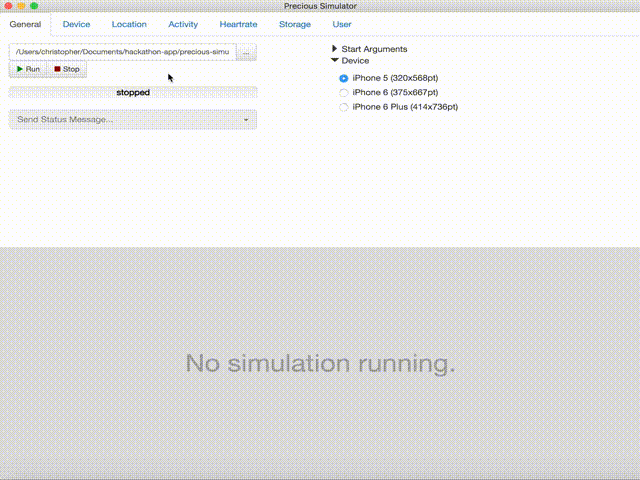 Precious Simulator
General Device Location Activity Heartrate Storage User
/Users/christopher/Documents/hackathon-app/precious-simu ...
Run Stop
stopped
Send Status Message...
Start Arguments
Device
iPhone 5 (320x568pt)
iPhone 6 (375x667pt)
iPhone 6 Plus (414x736pt)
No simulation running.